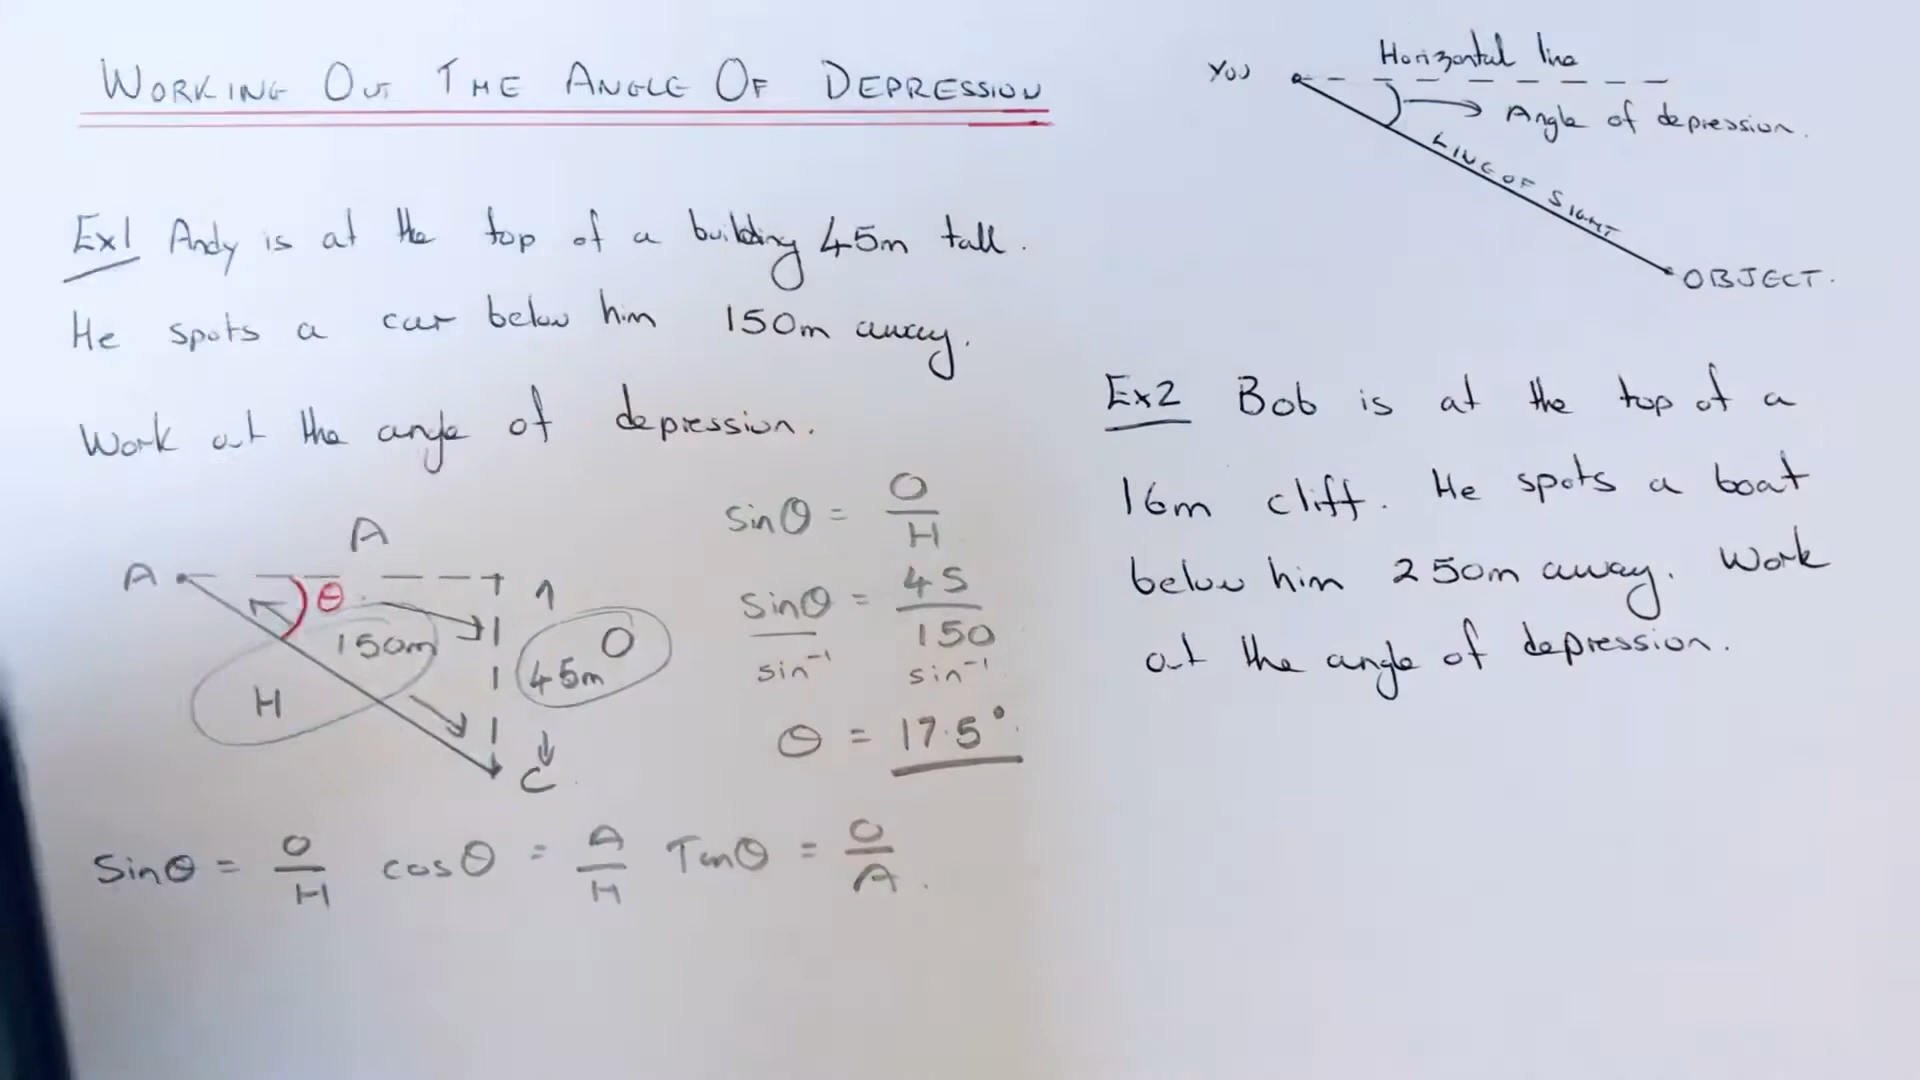 WORKING OUT THE ANGLE OF DEPRESSION
Ex1 Andy is at the top of a building 45m tall.
He spots a car below him 150m away.
Work out the angle of depression.
A
A
θ
150m
H
O
45m
C
sinθ = O/H
sinθ = 45/150
sin⁻¹ sin⁻¹
θ = 17.5°
Sinθ = O/H cosθ = A/H Tanθ = O/A.
YOU
Horizontal line
Angle of depression.
LINE OF SIGHT
OBJECT.
Ex2 Bob is at the top of a
16m cliff. He spots a boat
below him 250m away. Work
out the angle of depression.